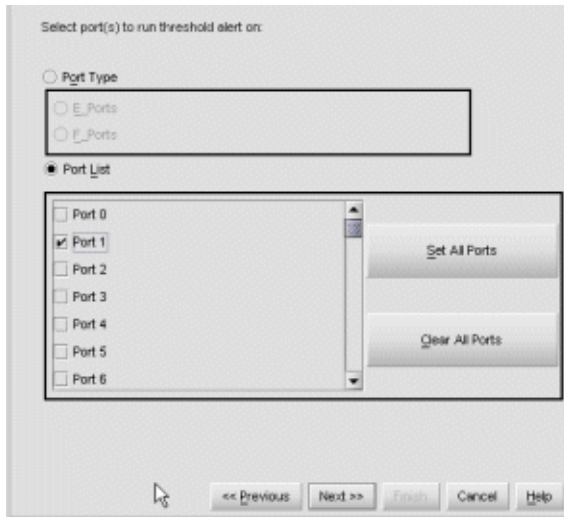 Select port(s) to run threshold alert on:
Port Type
E_Ports
F_Ports
Port List
Port 0
Port 1
Port 2
Port 3
Port 4
Port 5
Port 6
Set All Ports
Clear All Ports
<< Previous
Next >>
Finish
Cancel
Help